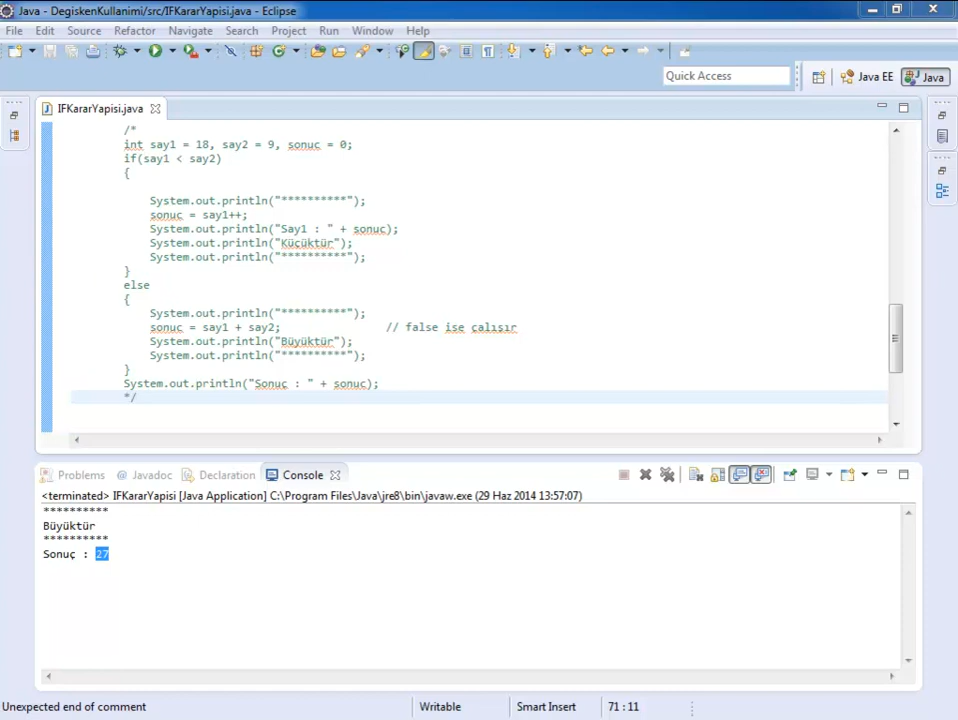 Java - DegiskenKullanimi/src/IFKararYapisi.java - Eclipse
File Edit Source Refactor Navigate Search Project Run Window Help
Quick Access
Java EE
Java
IFKararYapisi.java
/*
int say1 = 18, say2 = 9, sonuc = 0;
if(say1 < say2)
{
System.out.println("**********");
sonuc = say1++;
System.out.println("Say1 : " + sonuc);
System.out.println("Küçüktür");
System.out.println("**********");
}
else
{
System.out.println("**********");
sonuc = say1 + say2; // false ise çalışır
System.out.println("Büyüktür");
System.out.println("**********");
}
System.out.println("Sonuç : " + sonuc);
*/
Problems @ Javadoc Declaration Console
<terminated> IFKararYapisi [Java Application] C:\Program Files\Java\jre8\bin\javaw.exe (29 Haz 2014 13:57:07)
**********
Büyüktür
**********
Sonuç : 27
Unexpected end of comment Writable Smart Insert 71 : 11